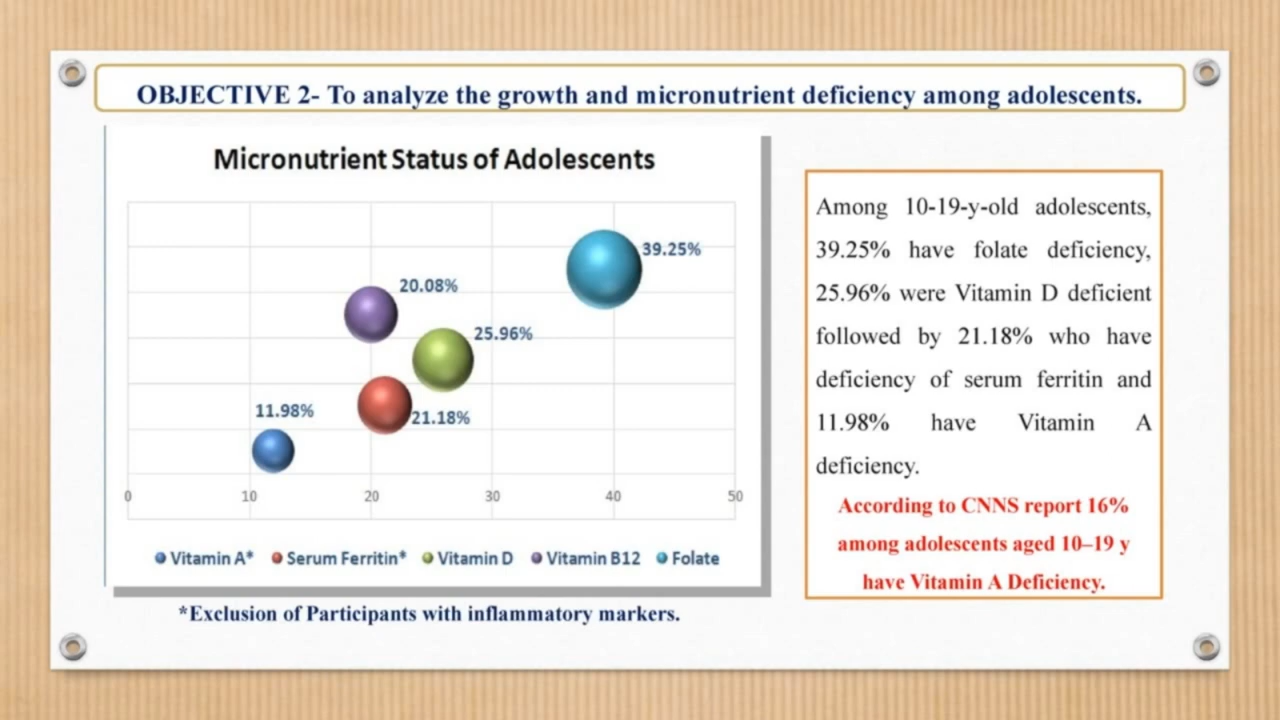 OBJECTIVE 2- To analyze the growth and micronutrient deficiency among adolescents.
Micronutrient Status of Adolescents
39.25%
20.08%
25.96%
11.98%
21.18%
0 10 20 30 40 50
Vitamin A* Serum Ferritin* Vitamin D Vitamin B12 Folate
*Exclusion of Participants with inflammatory markers.
Among 10-19-y-old adolescents,
39.25% have folate deficiency,
25.96% were Vitamin D deficient
followed by 21.18% who have
deficiency of serum ferritin and
11.98% have Vitamin A
deficiency.
According to CNNS report 16%
among adolescents aged 10–19 y
have Vitamin A Deficiency.